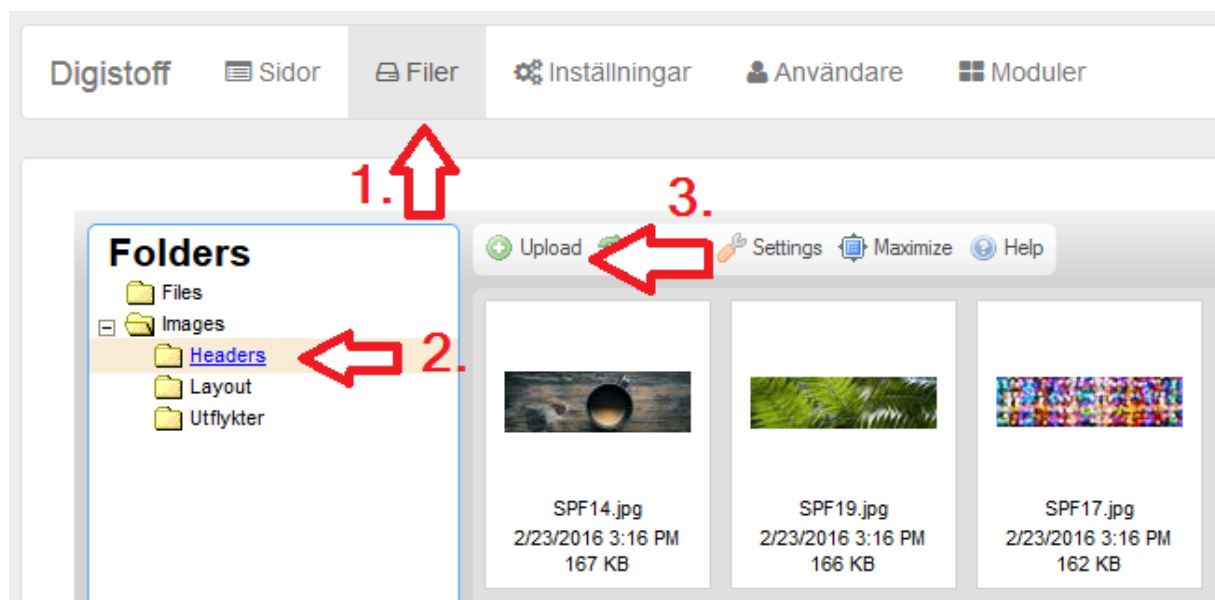 Digistoff Sidor Filer Inställningar Användare Moduler
1.
3.
Folders
Upload Settings Maximize Help
Files
Images
Headers
2.
Layout
Utflykter
SPF14.jpg SPF19.jpg SPF17.jpg
2/23/2016 3:16 PM 2/23/2016 3:16 PM 2/23/2016 3:16 PM
167 KB 166 KB 162 KB